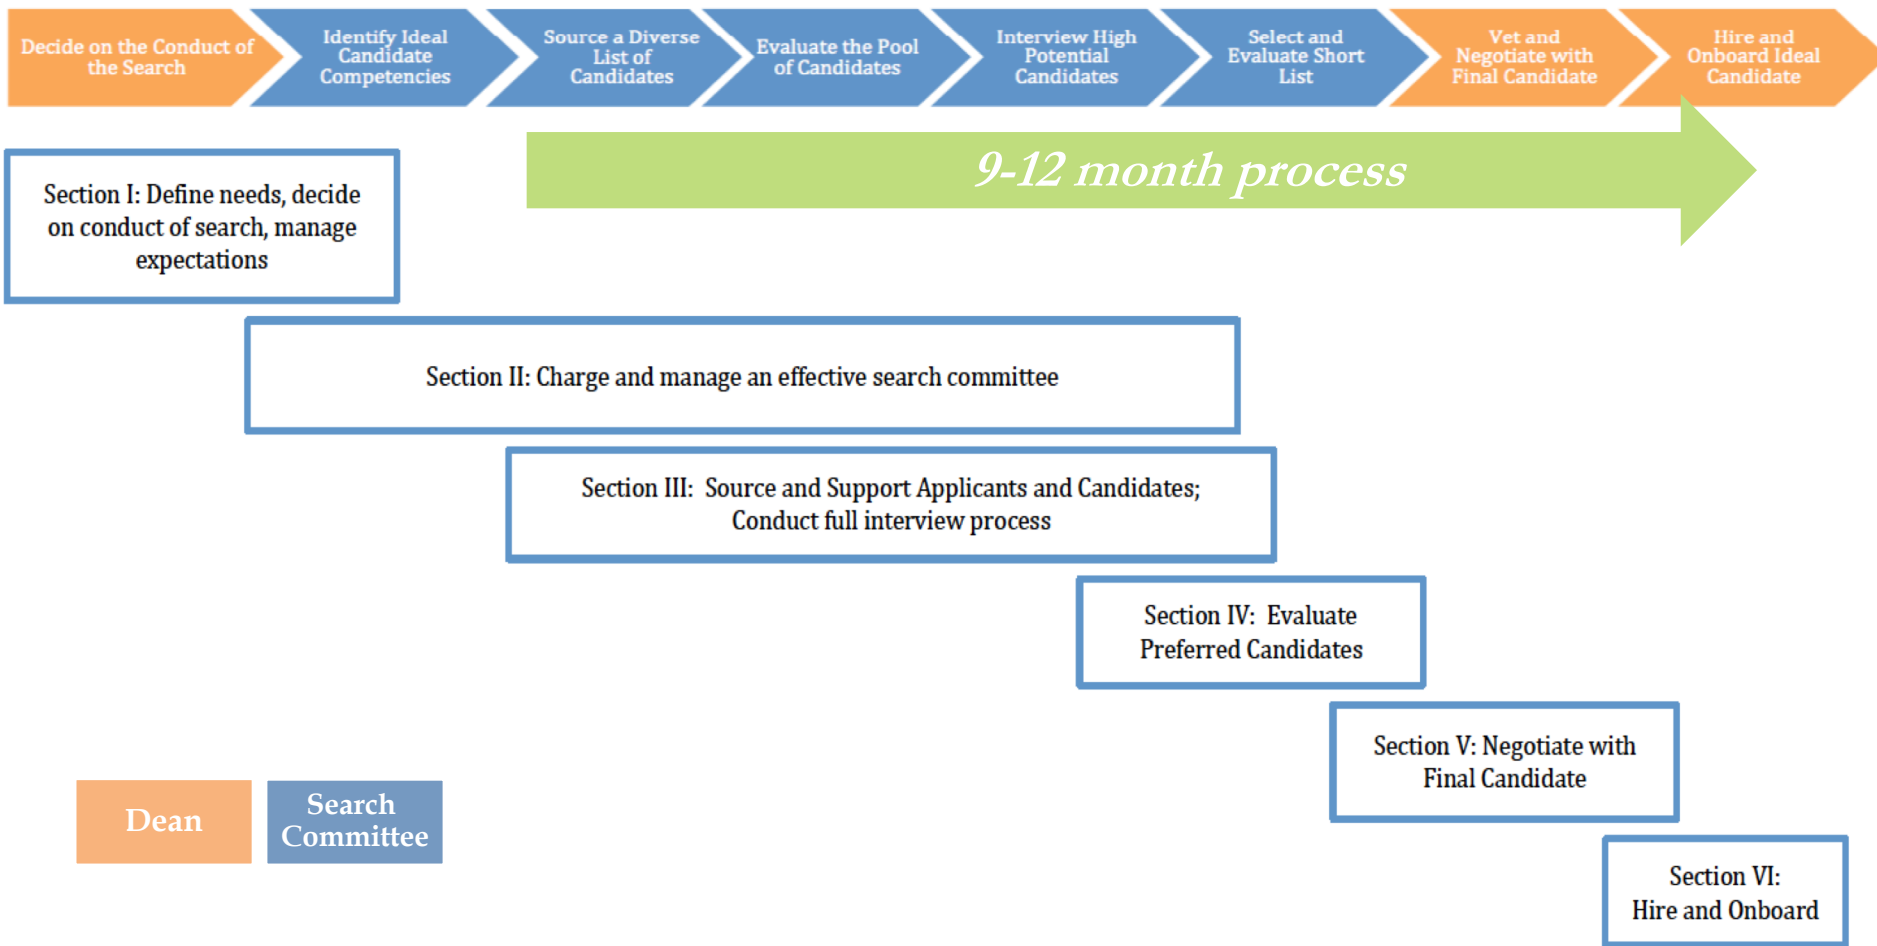 Decide on the Conduct of
the Search
Identify Ideal
Candidate
Competencies
Source a Diverse
List of
Candidates
Evaluate the Pool
of Candidates
Interview High
Potential
Candidates
Select and
Evaluate Short
List
Vet and
Negotiate with
Final Candidate
Hire and
Onboard Ideal
Candidate
9-12 month process
Section I: Define needs, decide
on conduct of search, manage
expectations
Section II: Charge and manage an effective search committee
Section III:  Source and Support Applicants and Candidates;
Conduct full interview process
Section IV:  Evaluate
Preferred Candidates
Section V: Negotiate with
Final Candidate
Dean
Search
Committee
Section VI:
Hire and Onboard